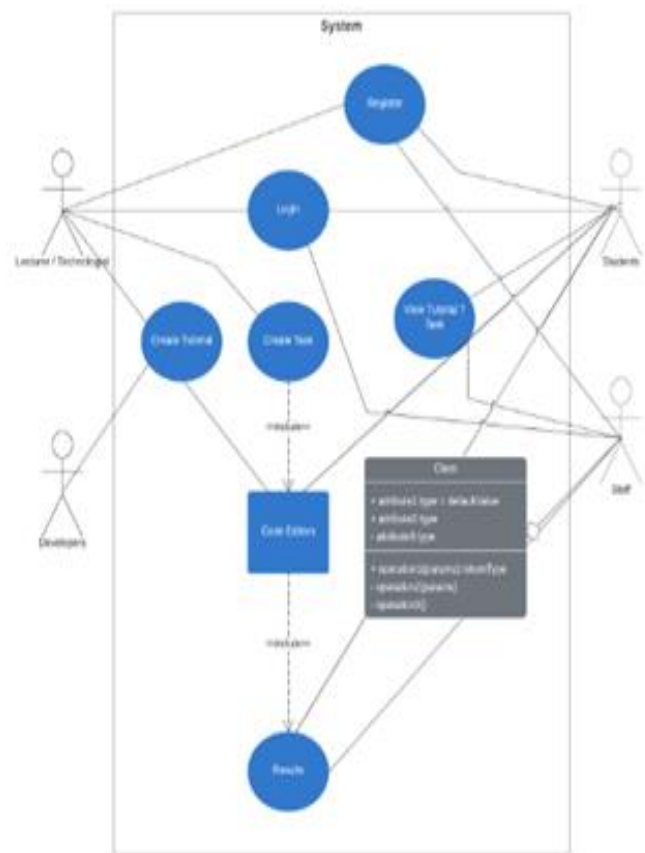 System
Register
Login
Lecturer / Technologist
Students
View Tutorial /
Task
Create Tutorial
Create Task
<<include>>
Class
Staff
+ attribute1:type = defaultValue
+ attribute2:type
- attribute3:type
Developers
Code Editors
+ operation1(params):returnType
- operation2(params)
- operation3()
<<include>>
Results